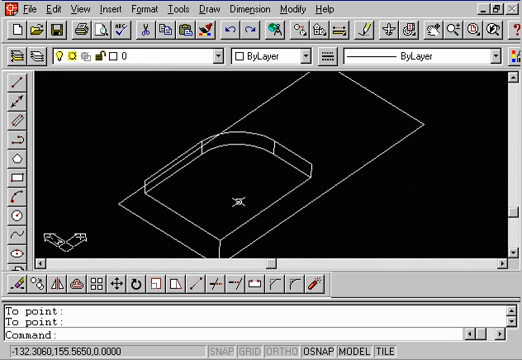 File Edit View Insert Format Tools Draw Dimension Modify Help
ABC
0 ByLayer ByLayer
To point:
To point:
Command:
-132.3060,155.5650,0.0000 SNAP GRID ORTHO OSNAP MODEL TILE